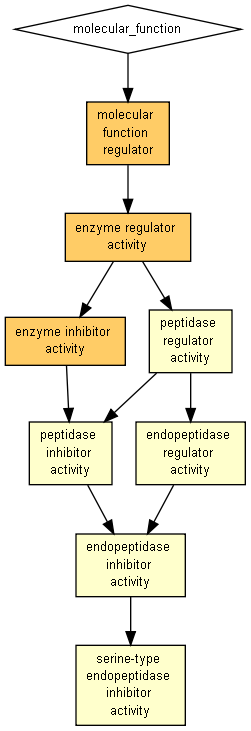 molecular_function
molecular
function
regulator
enzyme regulator
activity
enzyme inhibitor
activity
peptidase
regulator
activity
peptidase
inhibitor
activity
endopeptidase
regulator
activity
endopeptidase
inhibitor
activity
serine-type
endopeptidase
inhibitor
activity